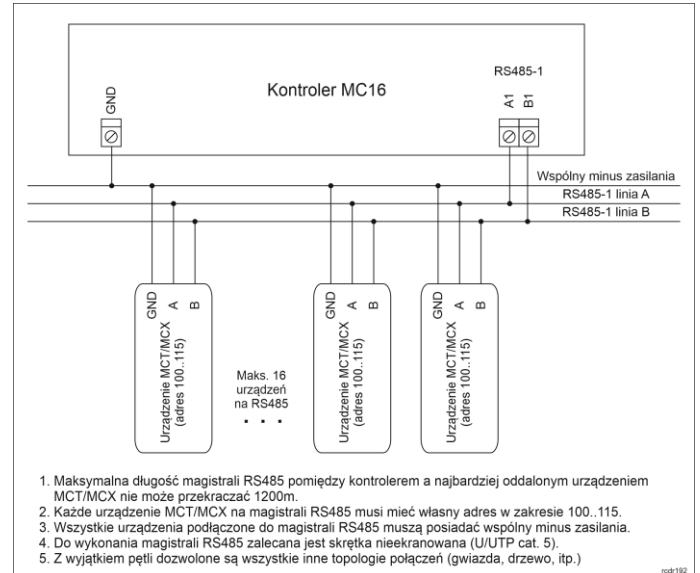 Kontroler MC16
RS485-1
GND
A1
B1
Wspólny minus zasilania
RS485-1 linia A
RS485-1 linia B
GND
A
B
Urządzenie MCT/MCX
(adres 100..115)
Maks. 16
urządzeń
na RS485
. . .
GND
A
B
Urządzenie MCT/MCX
(adres 100..115)
GND
A
B
Urządzenie MCT/MCX
(adres 100..115)
1. Maksymalna długość magistrali RS485 pomiędzy kontrolerem a najbardziej oddalonym urządzeniem
MCT/MCX nie może przekraczać 1200m.
2. Każde urządzenie MCT/MCX na magistrali RS485 musi mieć własny adres w zakresie 100..115.
3. Wszystkie urządzenia podłączone do magistrali RS485 muszą posiadać wspólny minus zasilania.
4. Do wykonania magistrali RS485 zalecana jest skrętka nieekranowana (U/UTP cat. 5).
5. Z wyjątkiem pętli dozwolone są wszystkie inne topologie połączeń (gwiazda, drzewo, itp.)
rcdr192